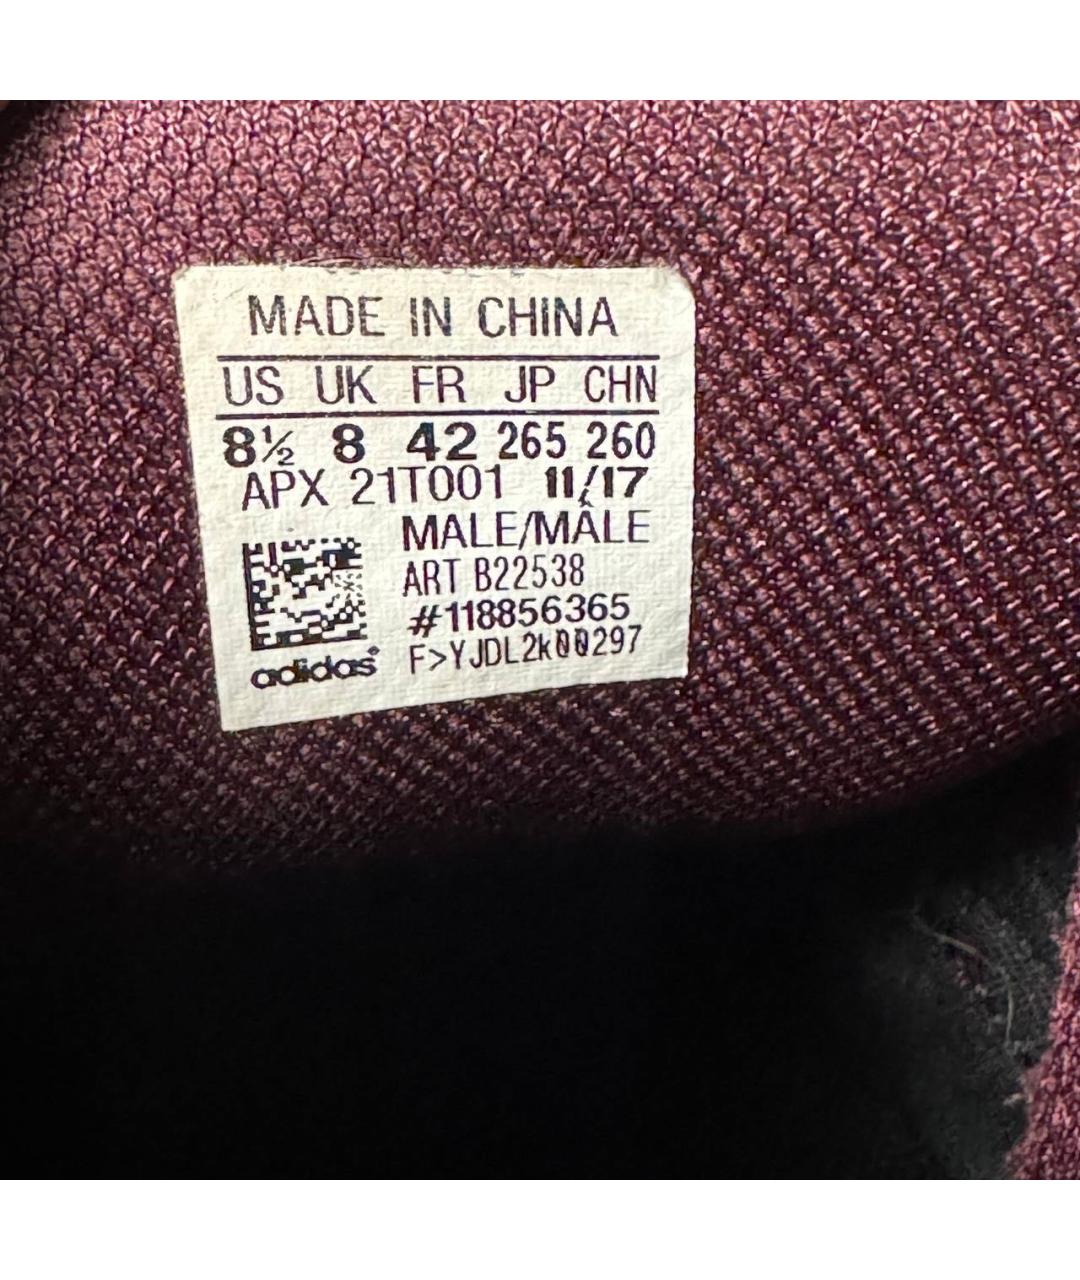 MADE IN CHINA
US UK FR JP CHN
8½ 8 42 265 260
APX 21T001 11/17
MALE/MÂLE
ART B22538
#118856365
F>YJDL2k00297
adidas®